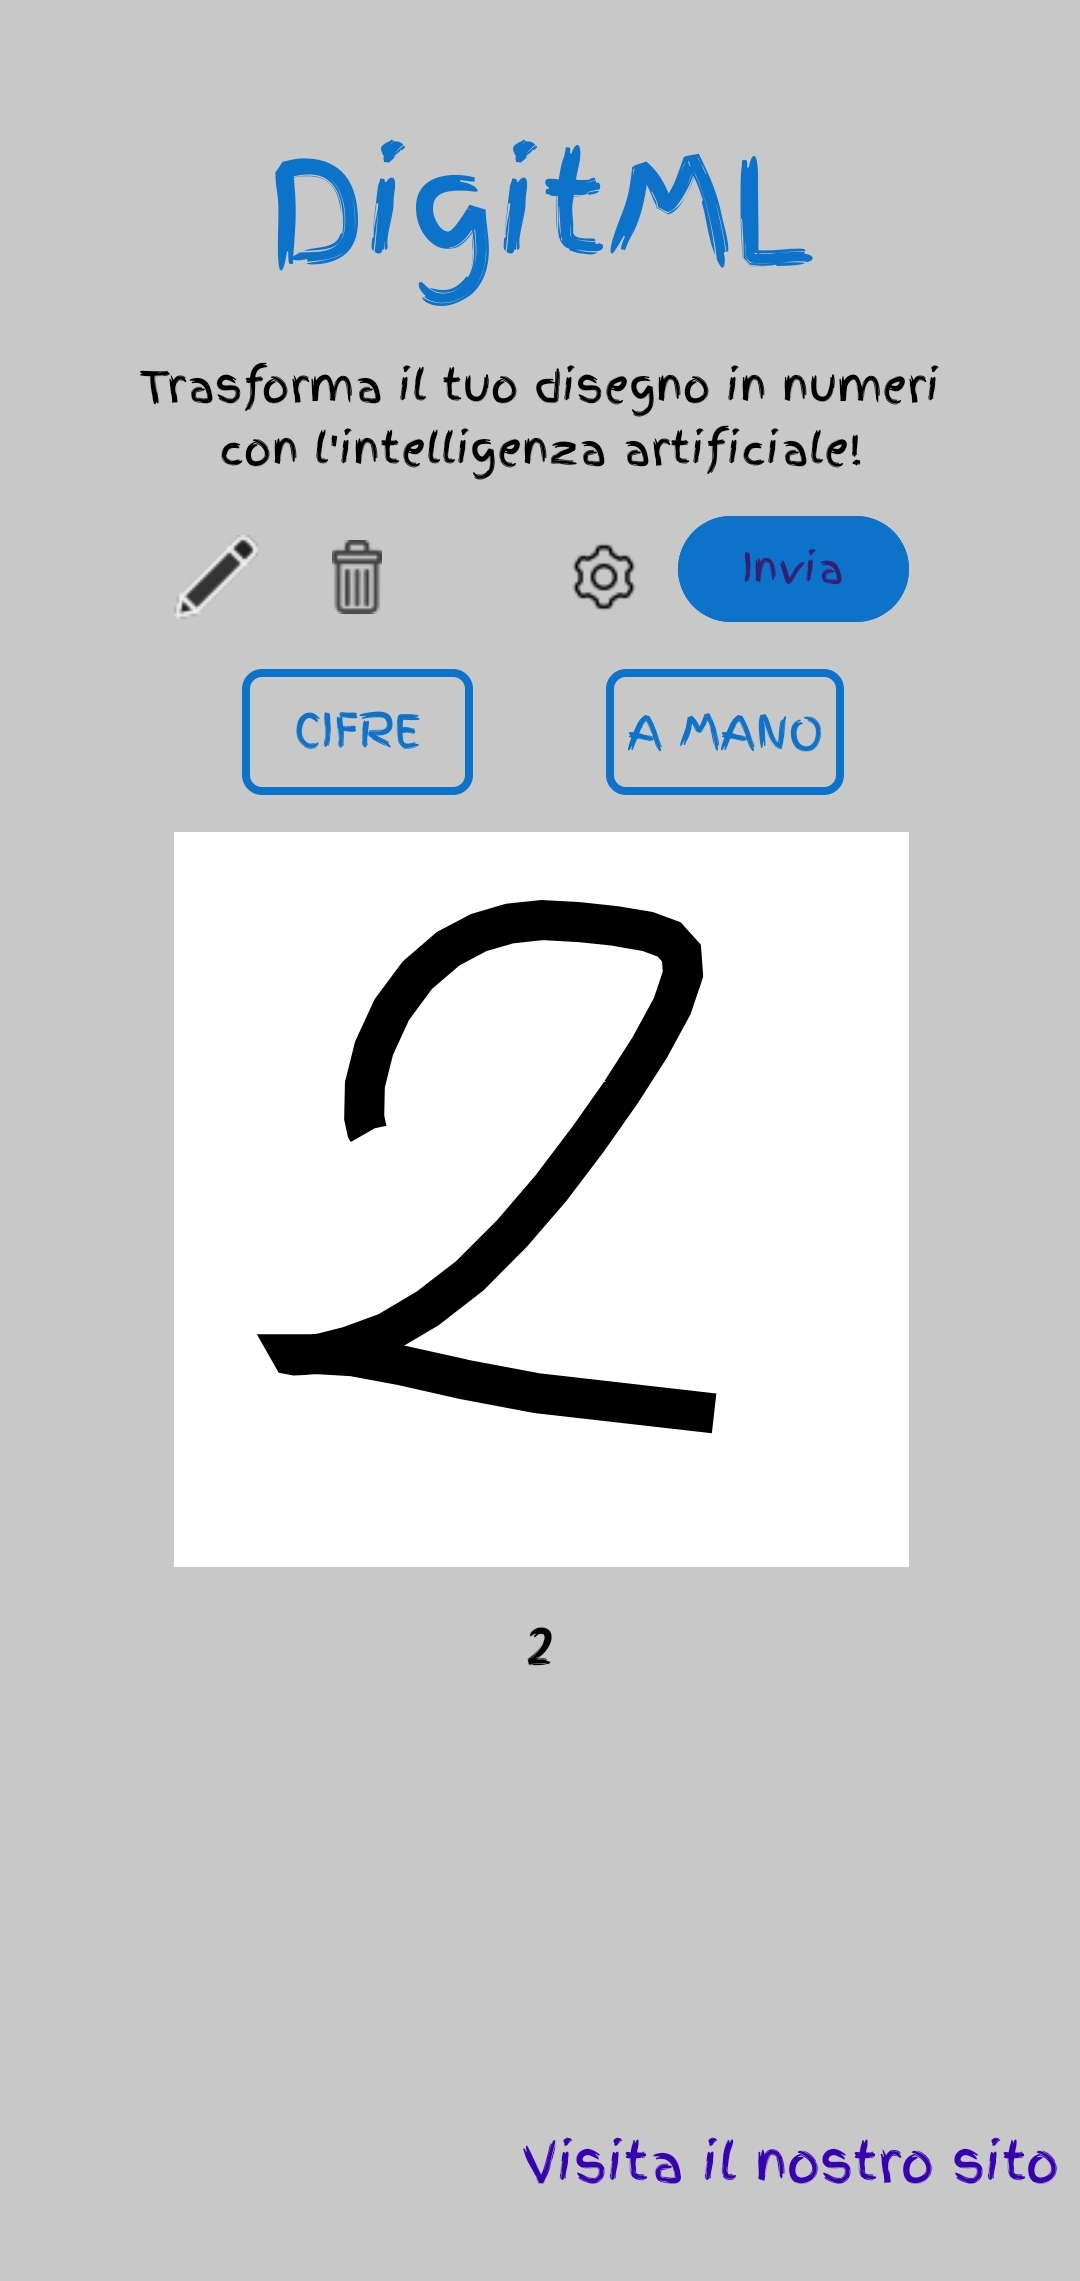 DigitML
Trasforma il tuo disegno in numeri
con l'intelligenza artificiale!
Invia
CIFRE
A MANO
2
2
Visita il nostro sito